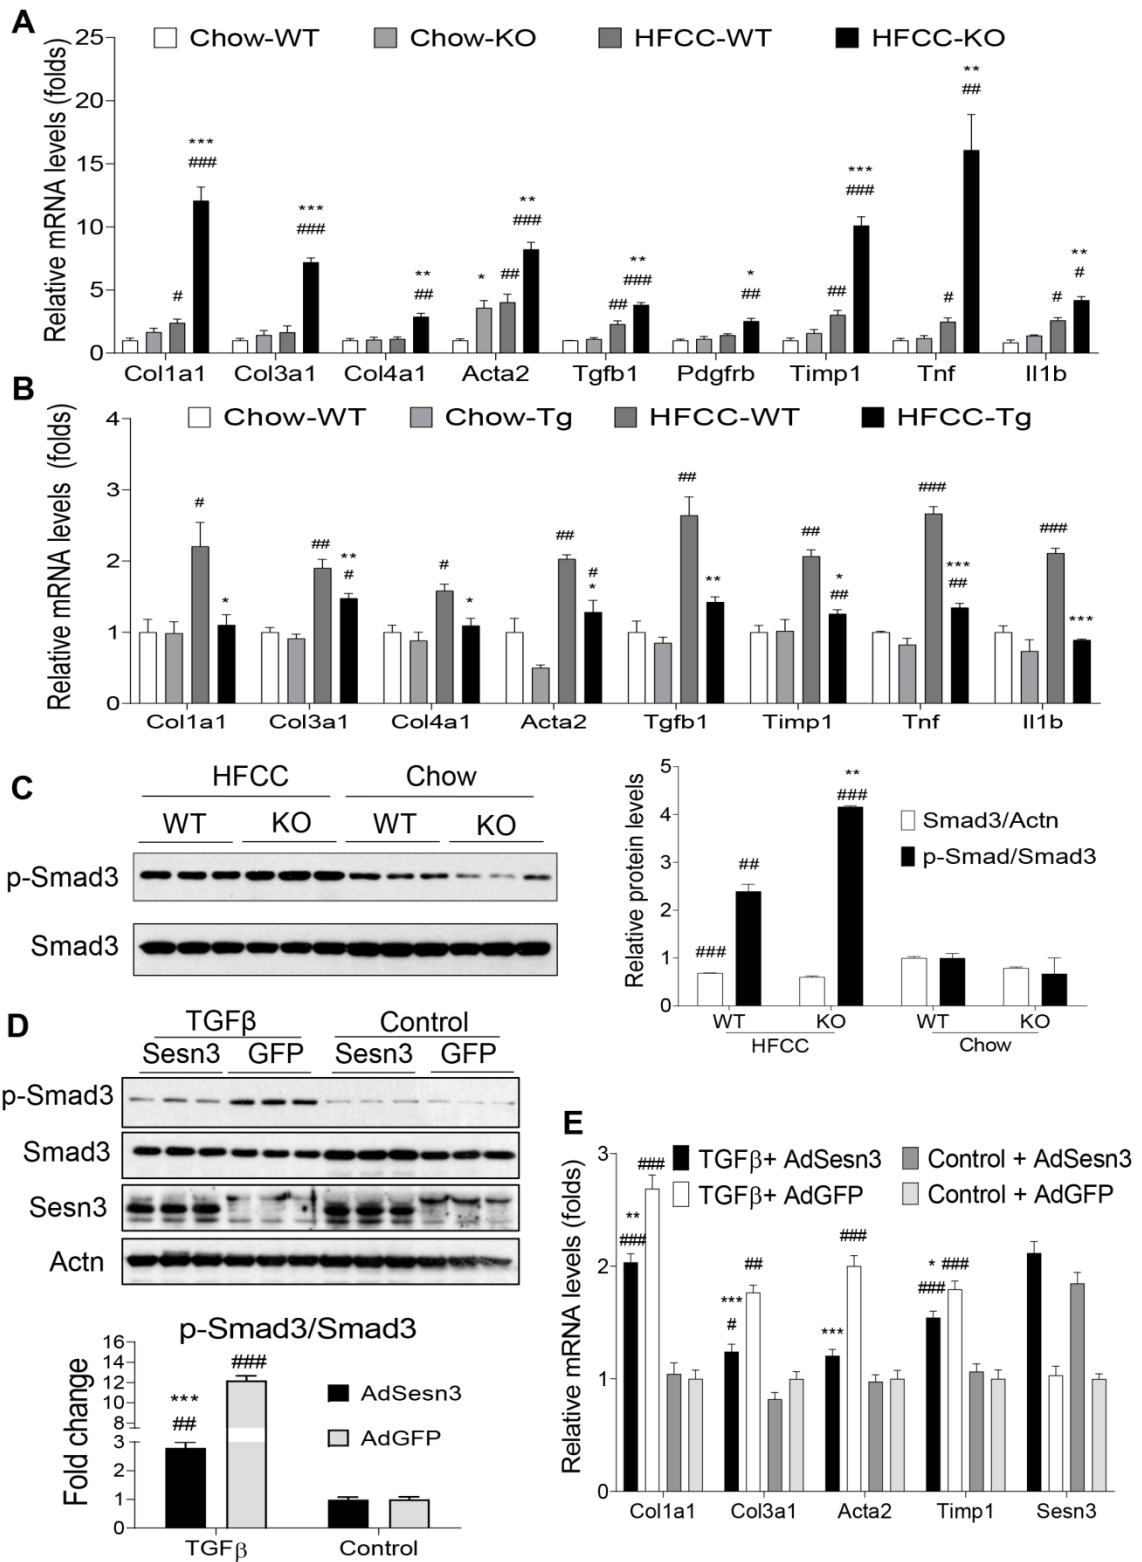 A
Relative mRNA levels (folds)
25
20
15
10
5
0
Chow-WT Chow-KO HFCC-WT HFCC-KO
# *** ###
*** ###
** ##
* ## ** ###
## ** ###
* ##
## *** ###
# ** ##
# ** #
Col1a1 Col3a1 Col4a1 Acta2 Tgfb1 Pdgfrb Timp1 Tnf Il1b
B
Relative mRNA levels (folds)
4
3
2
1
0
Chow-WT Chow-Tg HFCC-WT HFCC-Tg
# *
## ** #
# *
## # *
## **
## * ##
### *** ##
### ***
Col1a1 Col3a1 Col4a1 Acta2 Tgfb1 Timp1 Tnf Il1b
C
HFCC Chow
WT KO WT KO
p-Smad3
Smad3
Relative protein levels
5
4
3
2
1
0
Smad3/Actn
p-Smad/Smad3
### ##
** ###
WT KO WT KO
HFCC Chow
D
TGFβ Control
Sesn3 GFP Sesn3 GFP
p-Smad3
Smad3
Sesn3
Actn
p-Smad3/Smad3
Fold change
16
14
12
10
8
3
2
1
0
*** ##
###
AdSesn3
AdGFP
TGFβ Control
E
Relative mRNA levels (folds)
3
2
1
0
TGFβ+ AdSesn3 Control + AdSesn3
TGFβ+ AdGFP Control + AdGFP
** ### ###
*** # ##
*** ###
* ### ###
Col1a1 Col3a1 Acta2 Timp1 Sesn3